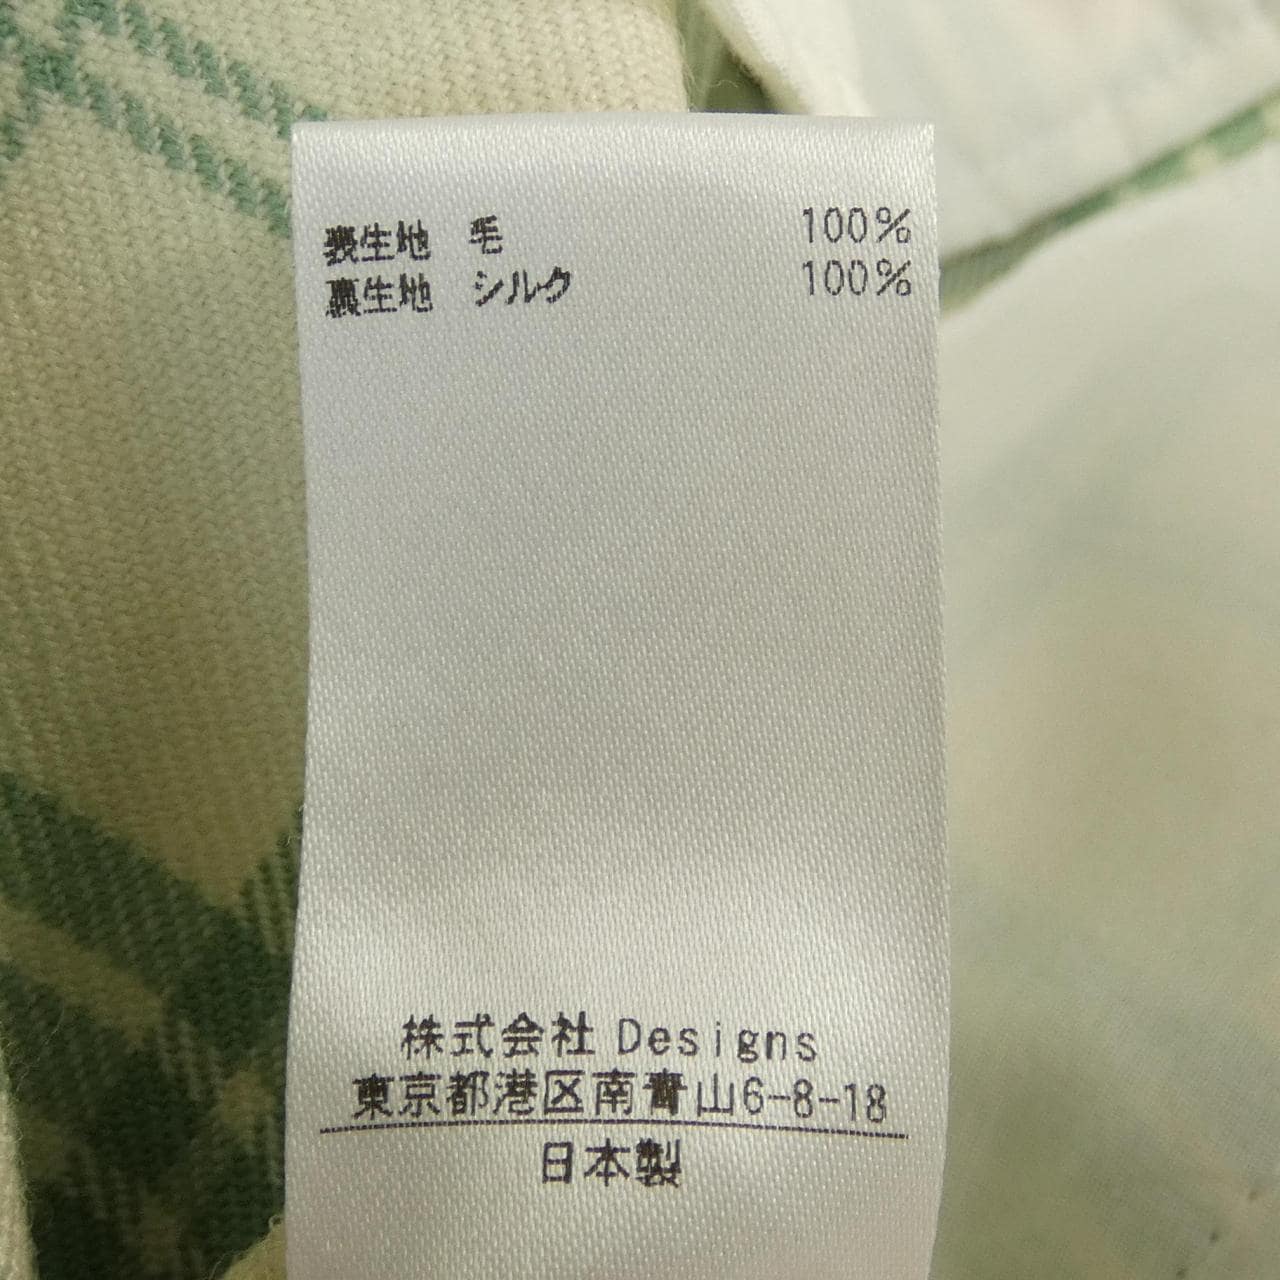 表生地 毛 100%
裏生地 シルク 100%
株式会社 Designs
東京都港区南青山6-8-18
日本製